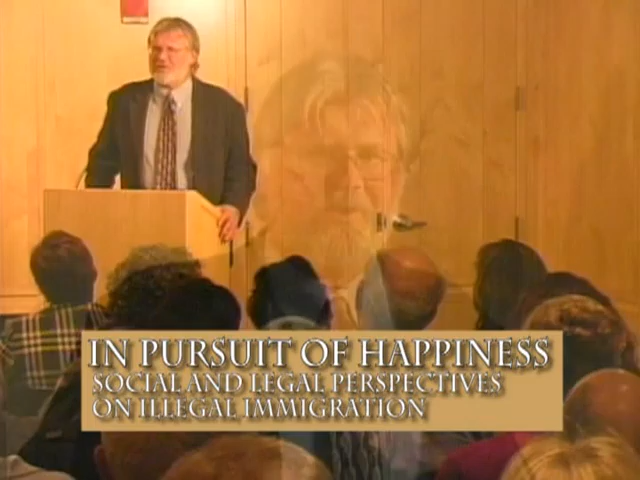 IN PURSUIT OF HAPPINESS
SOCIAL AND LEGAL PERSPECTIVES
ON ILLEGAL IMMIGRATION